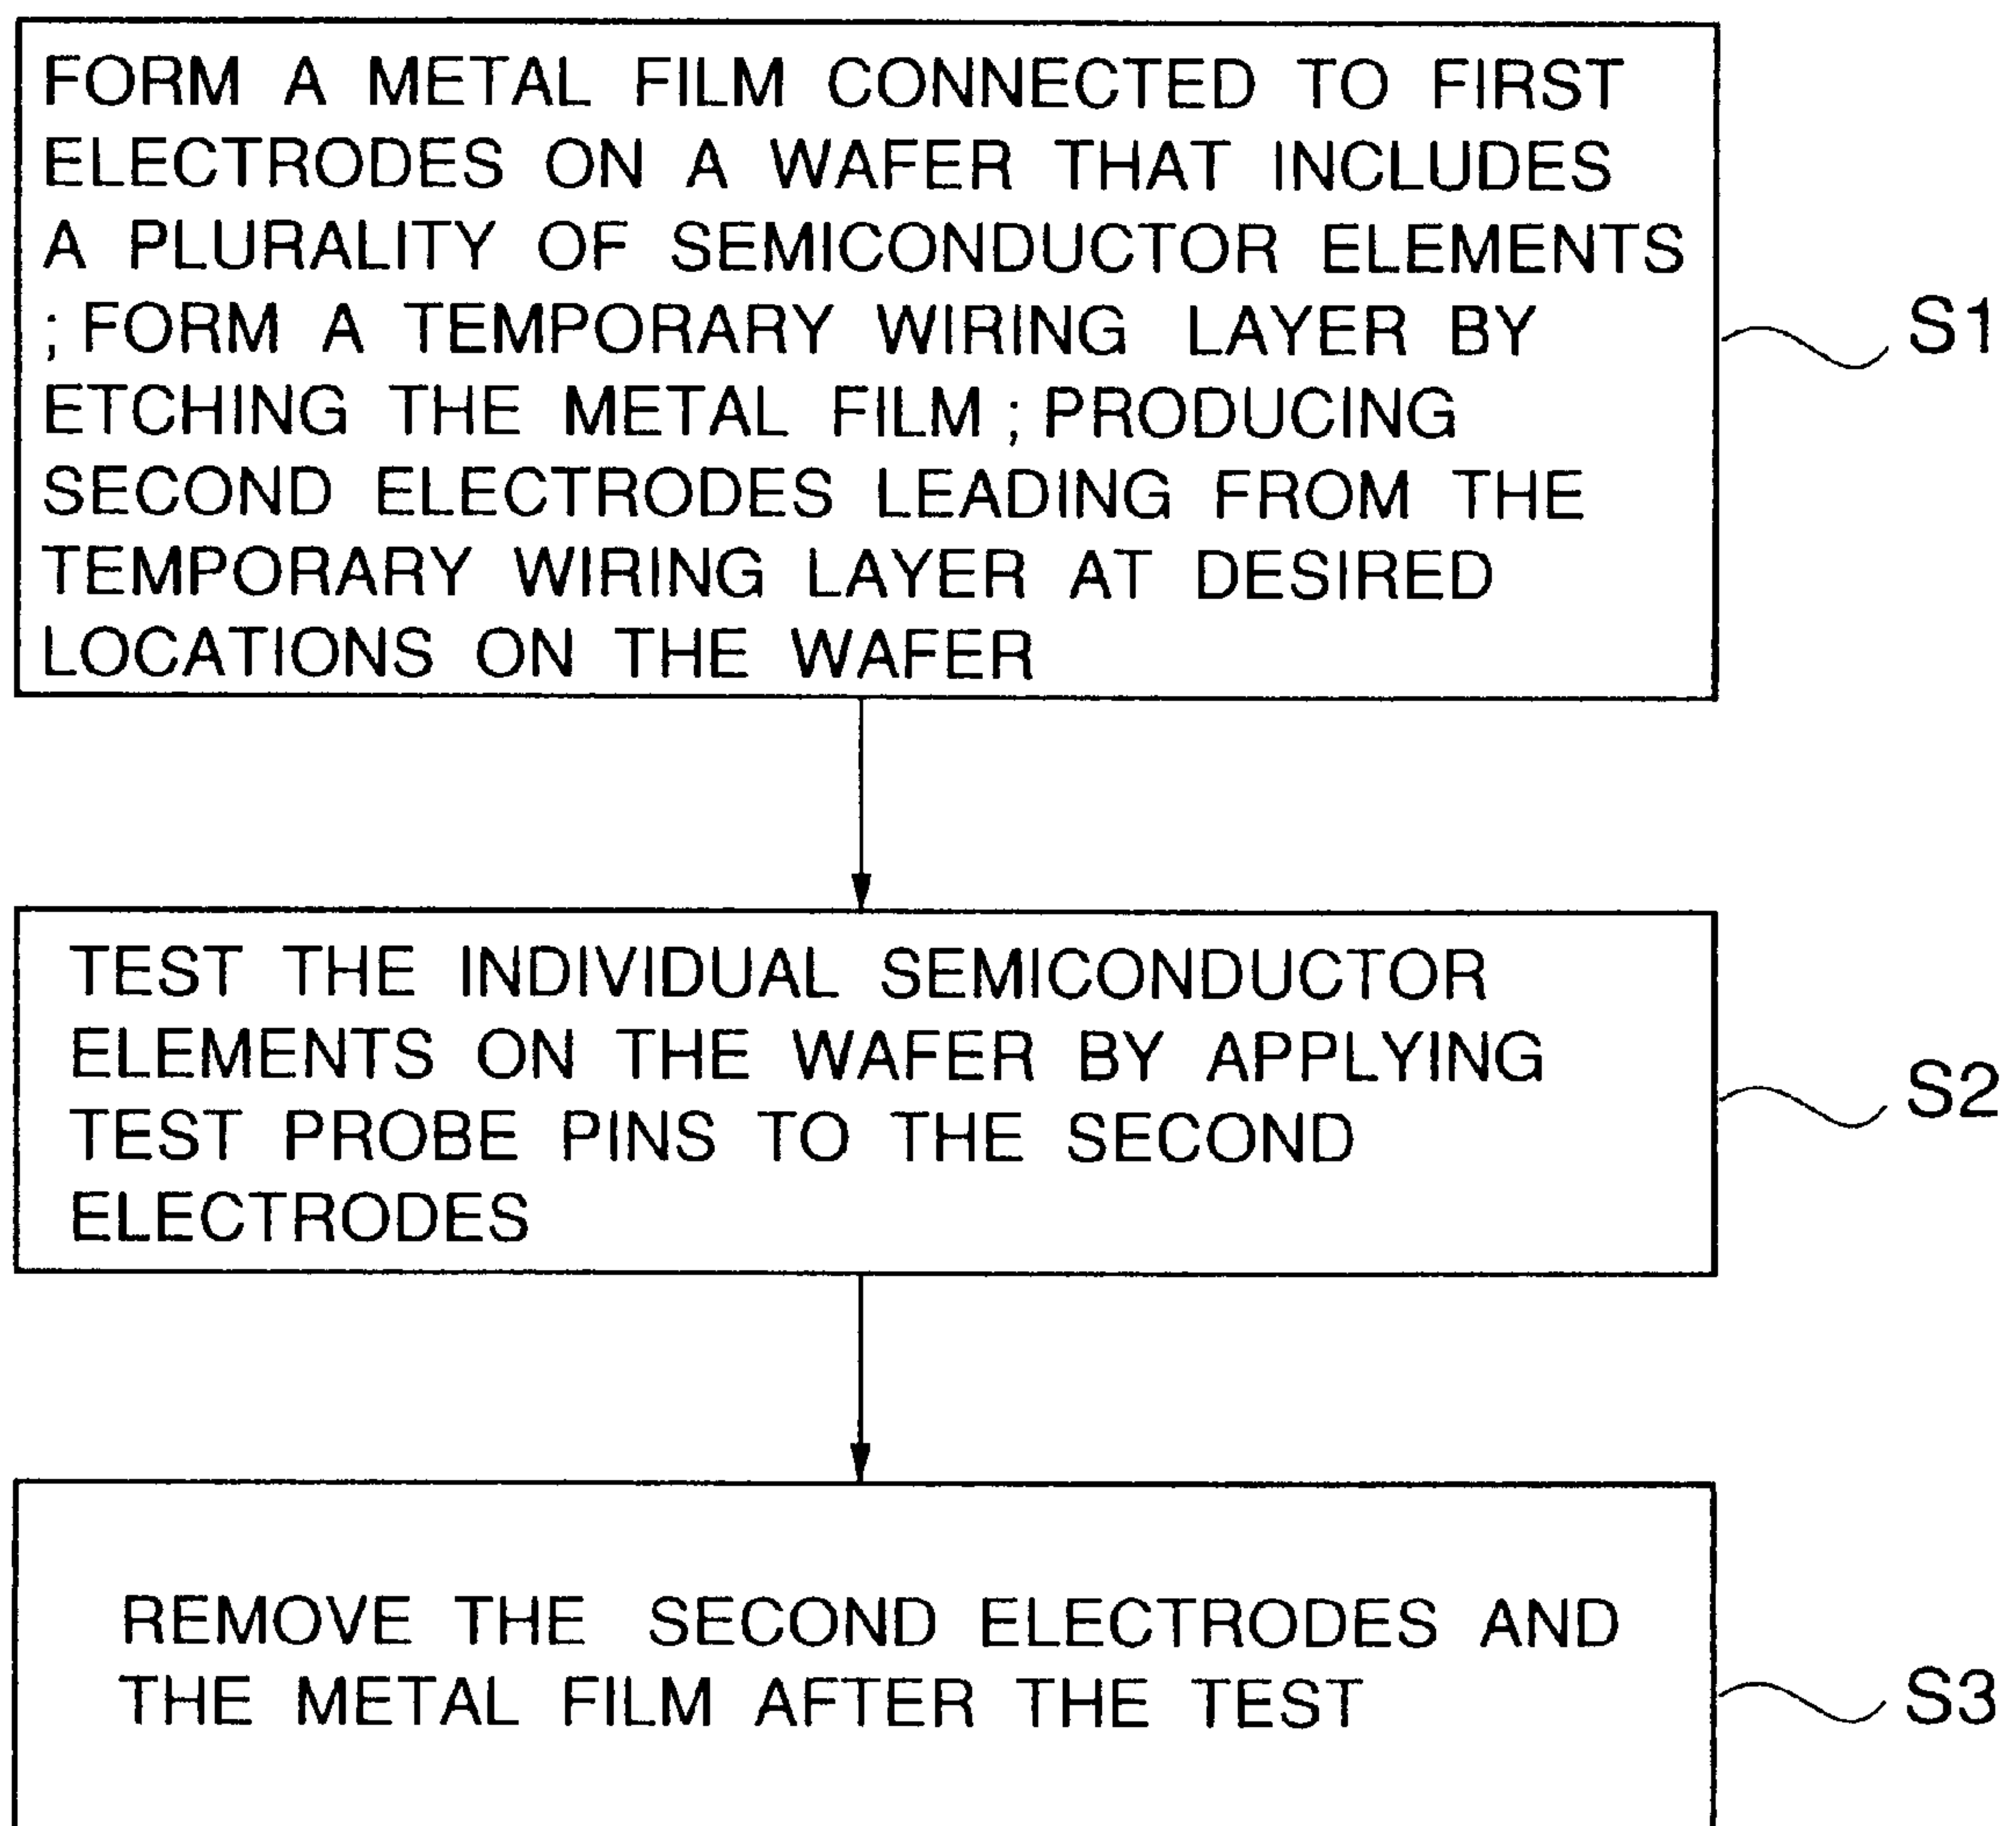 FORM A METAL FILM CONNECTED TO FIRST
ELECTRODES ON A WAFER THAT INCLUDES
A PLURALITY OF SEMICONDUCTOR ELEMENTS
; FORM A TEMPORARY WIRING LAYER BY
ETCHING THE METAL FILM ; PRODUCING
SECOND ELECTRODES LEADING FROM THE
TEMPORARY WIRING LAYER AT DESIRED
LOCATIONS ON THE WAFER
S1
TEST THE INDIVIDUAL SEMICONDUCTOR
ELEMENTS ON THE WAFER BY APPLYING
TEST PROBE PINS TO THE SECOND
ELECTRODES
S2
REMOVE THE SECOND ELECTRODES AND
THE METAL FILM AFTER THE TEST
S3